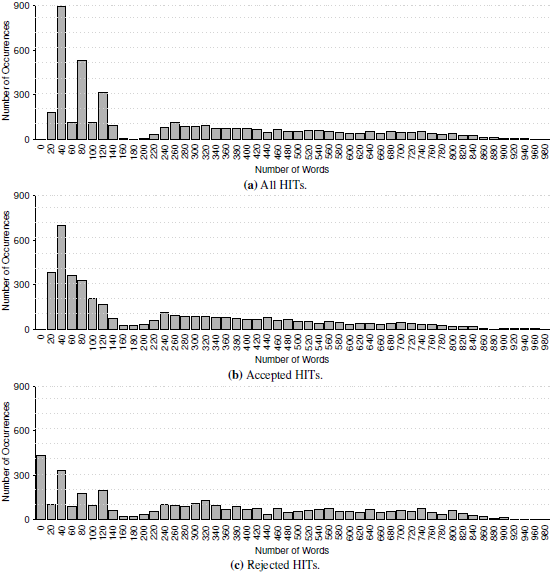 900
600
300
0
Number of Occurrences
0 20 40 60 80 100 120 140 160 180 200 220 240 260 280 300 320 340 360 380 400 420 440 460 480 500 520 540 560 580 600 620 640 660 680 700 720 740 760 780 800 820 840 860 880 900 920 940 960 980
Number of Words
(a) All HITs.
900
600
300
0
Number of Occurrences
0 20 40 60 80 100 120 140 160 180 200 220 240 260 280 300 320 340 360 380 400 420 440 460 480 500 520 540 560 580 600 620 640 660 680 700 720 740 760 780 800 820 840 860 880 900 920 940 960 980
Number of Words
(b) Accepted HITs.
900
600
300
0
Number of Occurrences
0 20 40 60 80 100 120 140 160 180 200 220 240 260 280 300 320 340 360 380 400 420 440 460 480 500 520 540 560 580 600 620 640 660 680 700 720 740 760 780 800 820 840 860 880 900 920 940 960 980
Number of Words
(c) Rejected HITs.